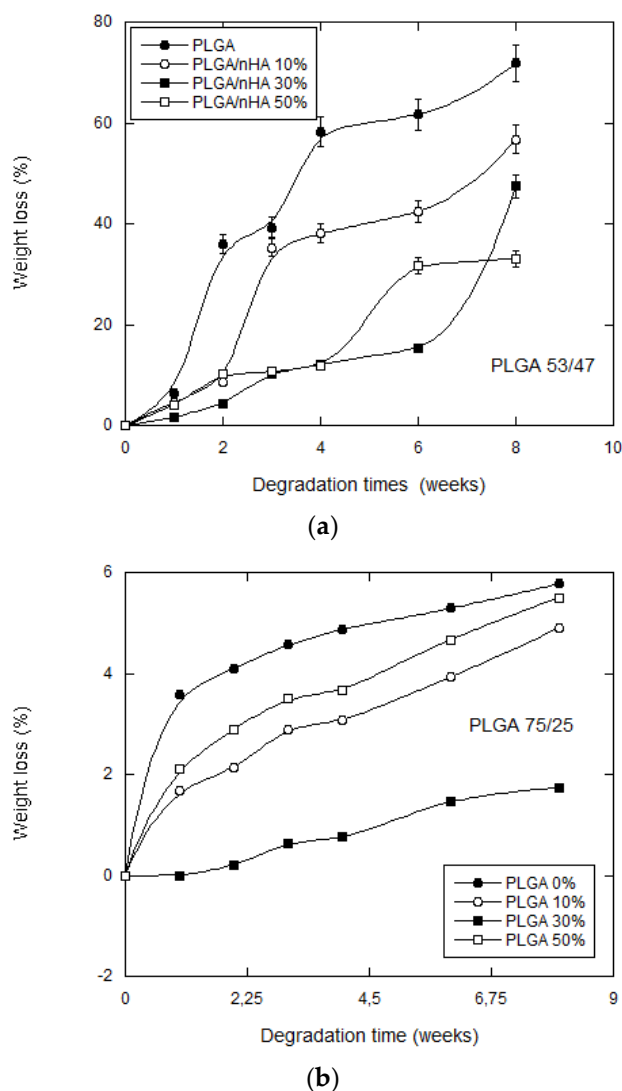 80
PLGA
PLGA/nHA 10%
PLGA/nHA 30%
PLGA/nHA 50%
60
Weight loss (%)
40
20
PLGA 53/47
0
0 2 4 6 8 10
Degradation times (weeks)
(a)
6
4
PLGA 75/25
Weight loss (%)
2
PLGA 0%
PLGA 10%
PLGA 30%
PLGA 50%
0
-2
0 2,25 4,5 6,75 9
Degradation time (weeks)
(b)